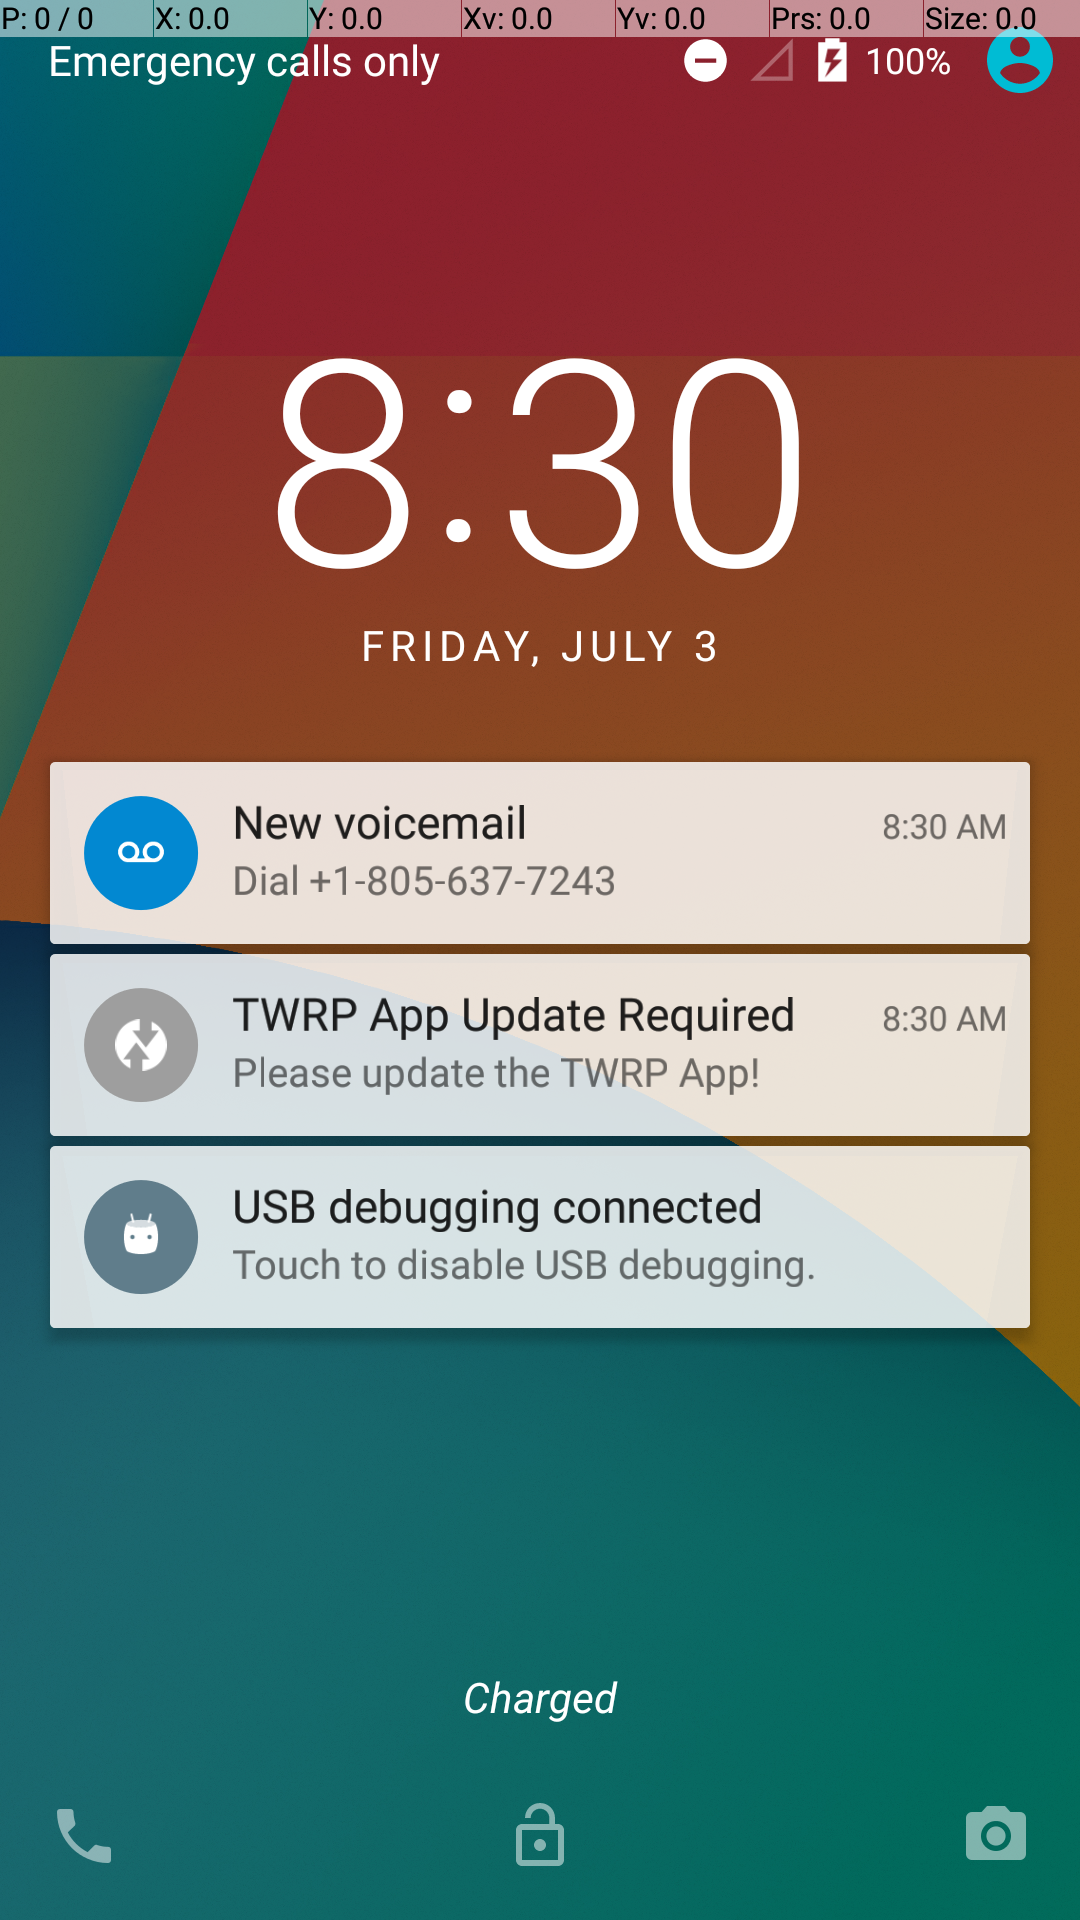 P: 0 / 0 X: 0.0 Y: 0.0 Xv: 0.0 Yv: 0.0 Prs: 0.0 Size: 0.0
Emergency calls only 100%
8:30
FRIDAY, JULY 3
New voicemail 8:30 AM
Dial +1-805-637-7243
TWRP App Update Required 8:30 AM
Please update the TWRP App!
USB debugging connected
Touch to disable USB debugging.
Charged